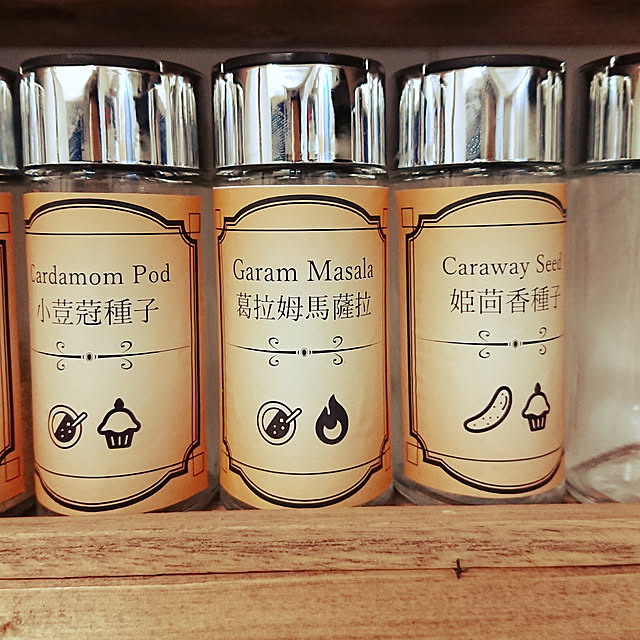 Cardamom Pod
小荳蔻種子
Garam Masala
葛拉姆馬薩拉
Caraway Seed
姫茴香種子